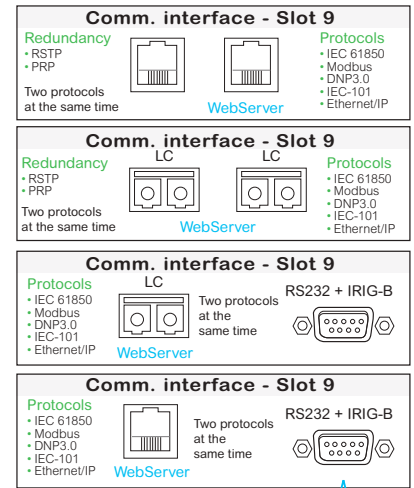 Comm. interface - Slot 9
Redundancy
• RSTP
• PRP
Two protocols
at the same time
WebServer
Protocols
• IEC 61850
• Modbus
• DNP3.0
• IEC-101
• Ethernet/IP
Comm. interface - Slot 9
Redundancy
• RSTP
• PRP
Two protocols
at the same time
LC
LC
WebServer
Protocols
• IEC 61850
• Modbus
• DNP3.0
• IEC-101
• Ethernet/IP
Comm. interface - Slot 9
Protocols
• IEC 61850
• Modbus
• DNP3.0
• IEC-101
• Ethernet/IP
LC
WebServer
Two protocols
at the
same time
RS232 + IRIG-B
Comm. interface - Slot 9
Protocols
• IEC 61850
• Modbus
• DNP3.0
• IEC-101
• Ethernet/IP
WebServer
Two protocols
at the
same time
RS232 + IRIG-B